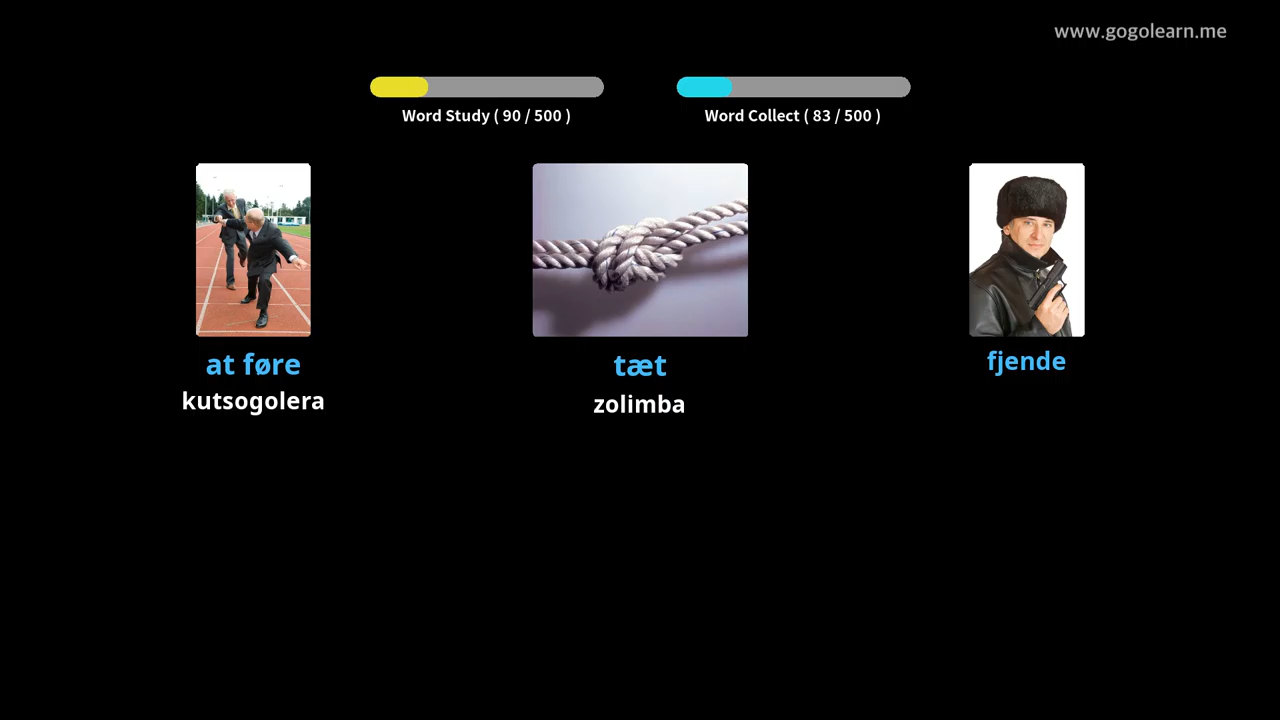 www.gogolearn.me
Word Study ( 90 / 500 )
Word Collect ( 83 / 500 )
at føre
kutsogolera
tæt
zolimba
fjende